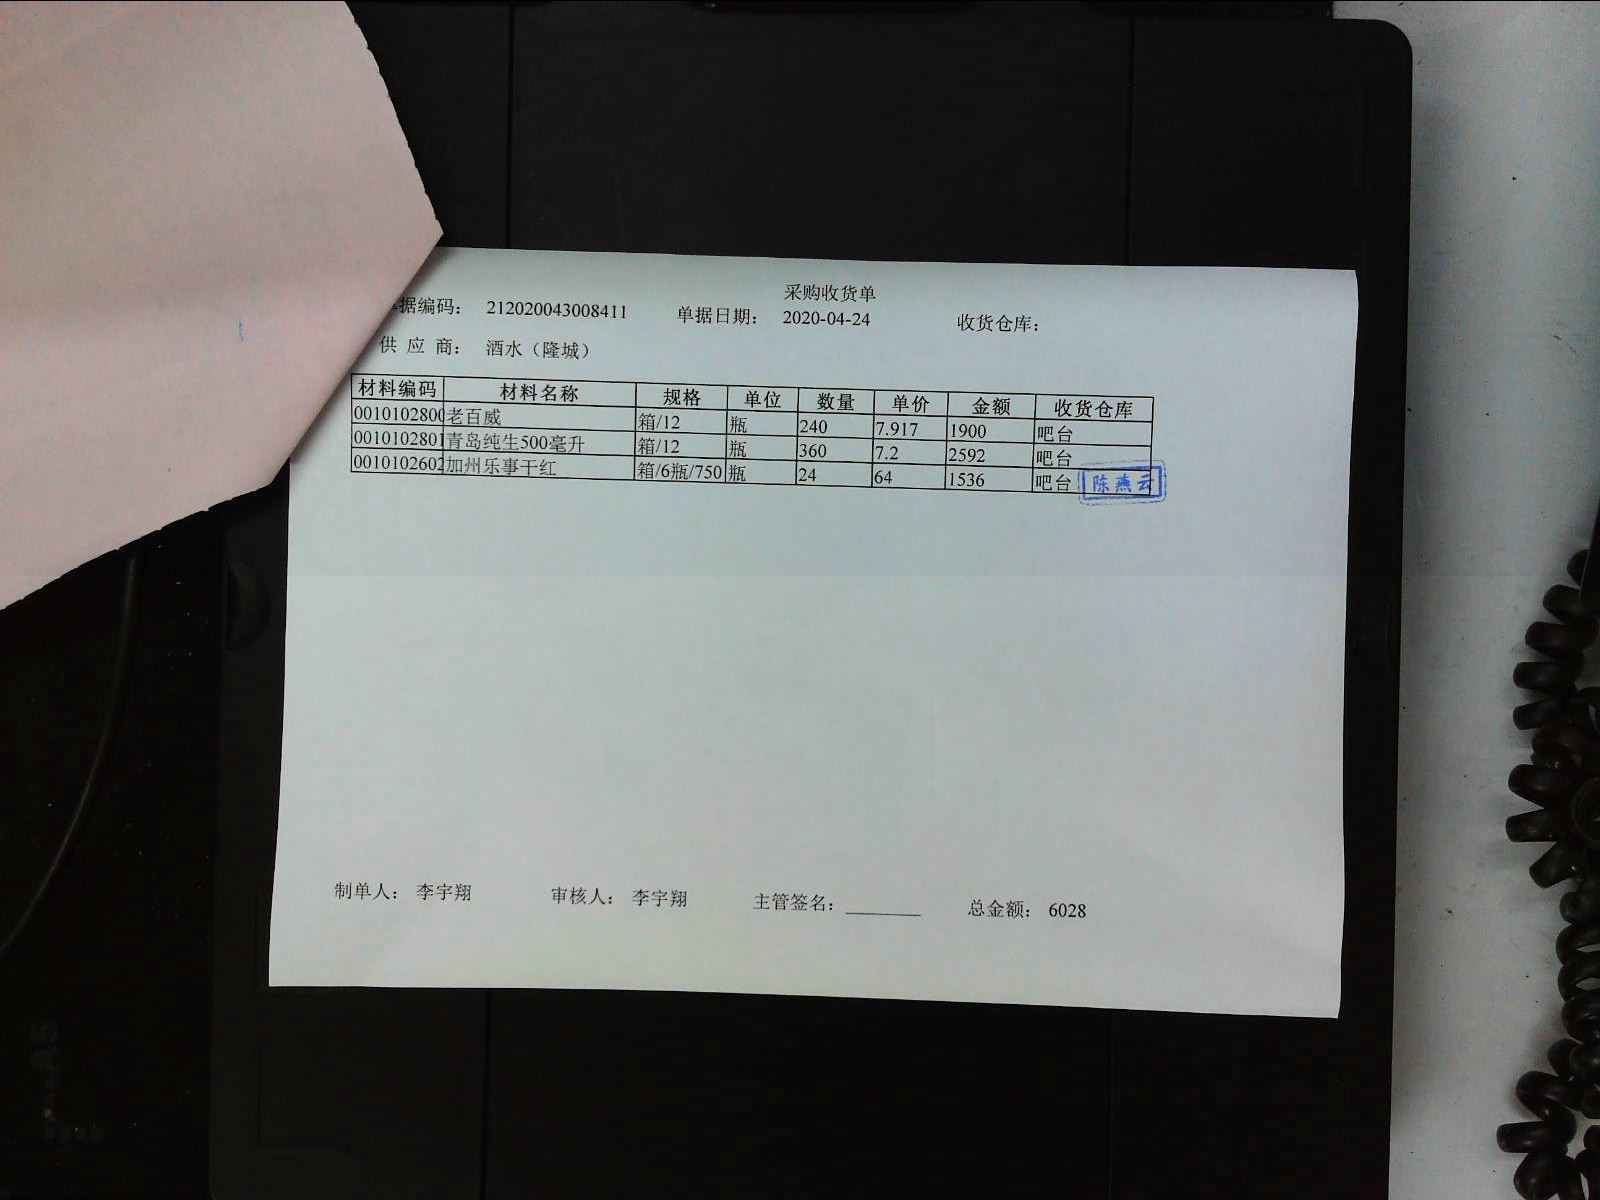 采购收货单
单据编码： 212020043008411 单据日期： 2020-04-24 收货仓库：
供 应 商： 酒水（隆城）
材料编码 材料名称 规格 单位 数量 单价 金额 收货仓库
0010102800 老百威 箱/12 瓶 240 7.917 1900 吧台
0010102801 青岛纯生500毫升 箱/12 瓶 360 7.2 2592 吧台
0010102602 加州乐事干红 箱/6瓶/750 瓶 24 64 1536 吧台 陈燕云
制单人： 李宇翔 审核人： 李宇翔 主管签名：________ 总金额： 6028